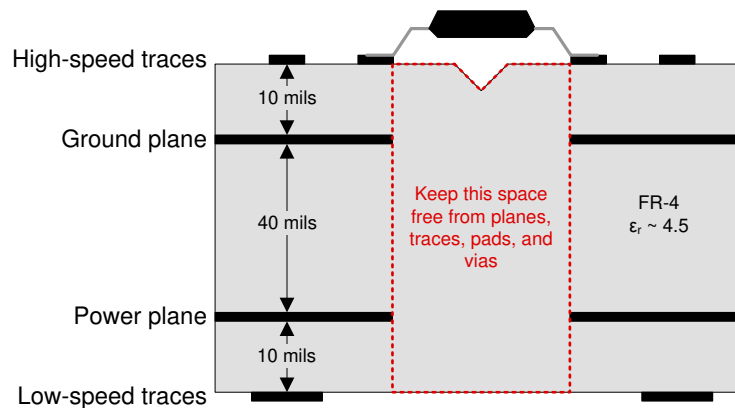 High-speed traces
10 mils
Ground plane
Keep this space
free from planes,
traces, pads, and
vias
FR-4
εᵣ ~ 4.5
40 mils
Power plane
10 mils
Low-speed traces